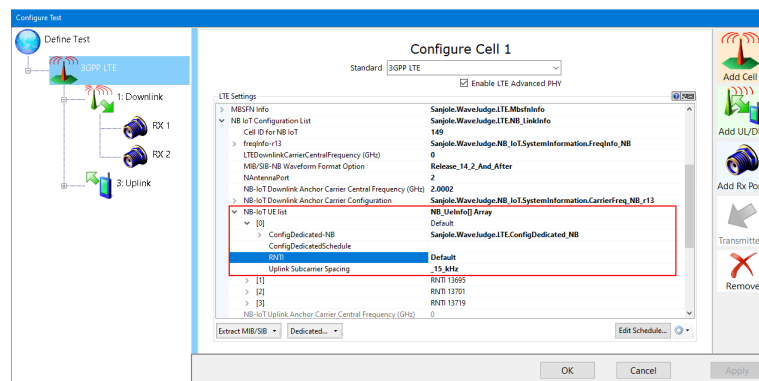 Configure Test
Define Test
3GPP LTE
1: Downlink
RX 1
RX 2
3: Uplink
Configure Cell 1
Standard 3GPP LTE
Enable LTE Advanced PHY
LTE Settings
MBSFN Info Sanjole.WaveJudge.LTE.MbsfnInfo
NB IoT Configuration List Sanjole.WaveJudge.LTE.NB_LinkInfo
Cell ID for NB IoT 149
freqInfo-r13 Sanjole.WaveJudge.NB_IoT.SystemInformation.FreqInfo_NB
LTEDownlinkCarrierCentralFrequency (GHz) 0
MIB/SIB-NB Waveform Format Option Release_14_2_And_After
NAntennaPort 2
NB-IoT Downlink Anchor Carrier Central Frequency (GHz) 2.0002
NB-IoT Downlink Anchor Carrier Configuration Sanjole.WaveJudge.NB_IoT.SystemInformation.CarrierFreq_NB_r13
NB-IoT UE list NB_UeInfo[] Array
[0] Default
ConfigDedicated-NB Sanjole.WaveJudge.LTE.ConfigDedicated_NB
ConfigDedicatedSchedule
RNTI Default
Uplink Subcarrier Spacing _15_kHz
[1] RNTI 13695
[2] RNTI 13701
[3] RNTI 13719
NB-IoT Uplink Anchor Carrier Central Frequency (GHz) 0
Extract MIB/SIB Dedicated... Edit Schedule...
OK Cancel Apply
Add Cell
Add UL/Dl
Add Rx Por
Transmitte
Remove